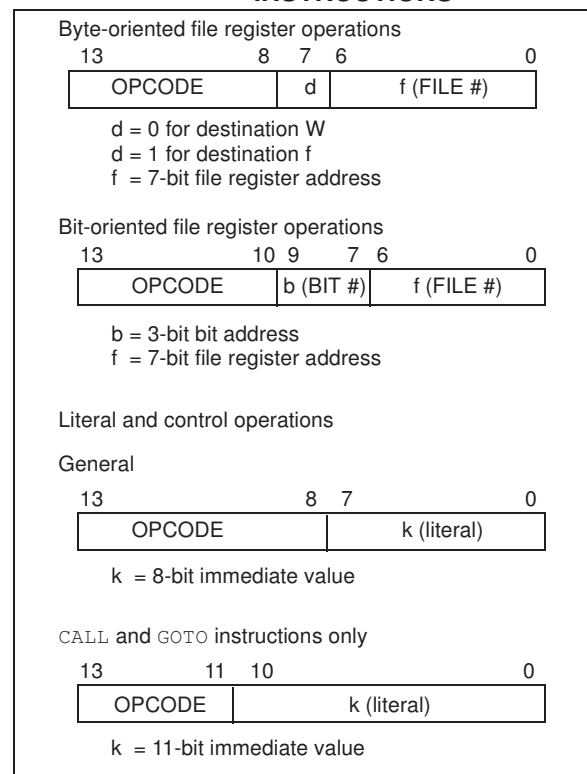 INSTRUCTIONS
Byte-oriented file register operations
13 8 7 6 0
OPCODE d f (FILE #)
d = 0 for destination W
d = 1 for destination f
f = 7-bit file register address
Bit-oriented file register operations
13 10 9 7 6 0
OPCODE b (BIT #) f (FILE #)
b = 3-bit bit address
f = 7-bit file register address
Literal and control operations
General
13 8 7 0
OPCODE k (literal)
k = 8-bit immediate value
CALL and GOTO instructions only
13 11 10 0
OPCODE k (literal)
k = 11-bit immediate value